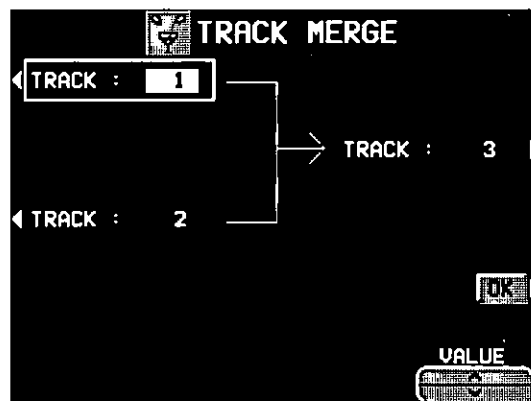 TRACK MERGE
TRACK : 1
TRACK : 3
TRACK : 2
OK
VALUE